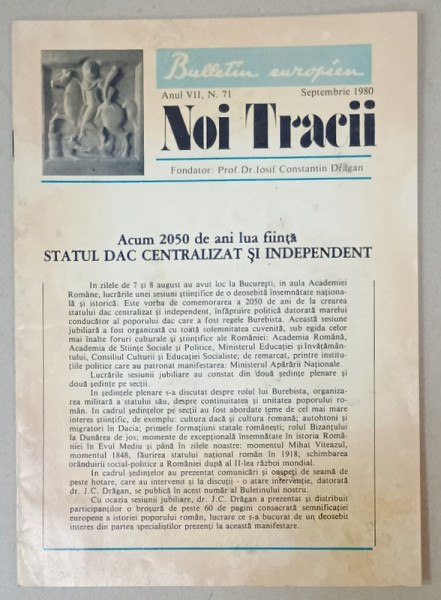 Bulletin européen
Anul VII, N. 71 Septembrie 1980
Noi Tracii
Fondator: Prof. Dr. Iosif Constantin Drăgan
Acum 2050 de ani lua ființă
STATUL DAC CENTRALIZAT ȘI INDEPENDENT
In zilele de 7 și 8 august au avut loc la București, in aula Academiei
Române, lucrările unei sesiuni științifice de o deosebită însemnătate naționa-
lă și istorică. Este vorba de comemorarea a 2050 de ani de la crearea
statului dac centralizat și independent, înfăptuire politică datorată marelui
conducător al poporului dac care a fost regele Burebista. Această sesiune
jubiliară a fost organizată cu toată solemnitatea cuvenită, sub egida celor
mai înalte foruri culturale și științifice ale României: Academia Română,
Academia de Stiințe Sociale și Politice, Ministerul Educației și Învățămân-
tului, Consiliul Culturii și Educației Socialiste; de remarcat, printre institu-
țiile politice care au patronat manifestarea: Ministerul Apărării Naționale.
Lucrările sesiunii jubiliare au constat din două ședințe plenare și
două ședințe pe secții.
In ședințele plenare s-a discutat despre rolul lui Burebista, organiza-
rea militară a statului său, despre continuitatea și unitatea poporului ro-
mân. In cadrul ședințelor pe secții au fost abordate teme de cel mai mare
interes științific, de exemplu: cultura dacă și cultura romană; autohtoni și
migratori în Dacia; primele formațiuni statale românești; rolul Bizanțului
la Dunărea de jos; momente de excepțională însemnătate în istoria Româ-
niei în Evul Mediu și până în zilele noastre: momentul Mihai Viteazul,
momentul 1848, făurirea statului național român în 1918; schimbarea
orânduirii social-politice a României după al II-lea război mondial.
In cadrul ședințelor au prezentat comunicări și oaspeți de seamă de
peste hotare, care au intervenit și la discuții - o atare intervenție, datorată
dr. J.C. Drăgan, se publică în acest număr al Buletinului nostru.
Cu ocazia sesiunii jubiliare, dr. J.C. Drăgan a prezentat și distribuit
participanților o broșură de peste 60 de pagini consacrată semnificației
europene a istoriei poporului român, lucrare ce s-a bucurat de un deosebit
interes din partea specialiștilor prezenți la această manifestare.